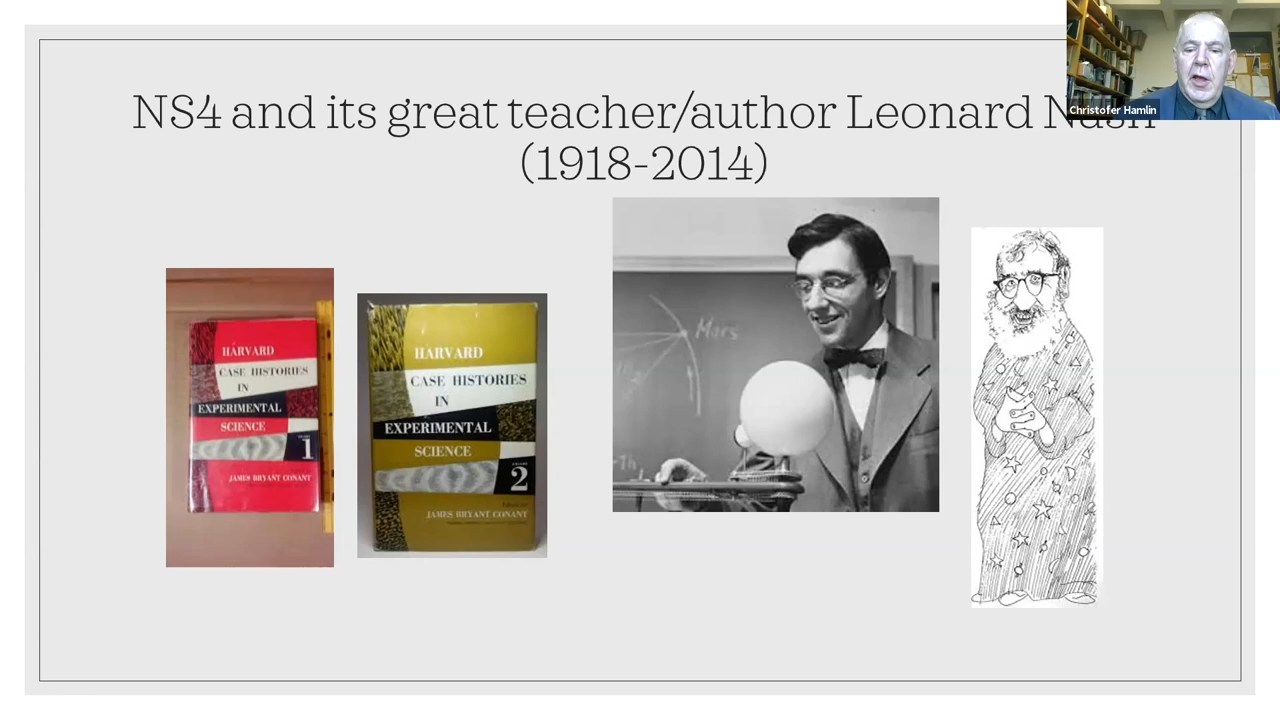 NS4 and its great teacher/author Leonard Nash
(1918-2014)
Christofer Hamlin
HARVARD
CASE HISTORIES
IN
EXPERIMENTAL
SCIENCE
1
JAMES BRYANT CONANT
HARVARD
CASE HISTORIES
IN
EXPERIMENTAL
SCIENCE
VOLUME
2
JAMES BRYANT CONANT
Mars